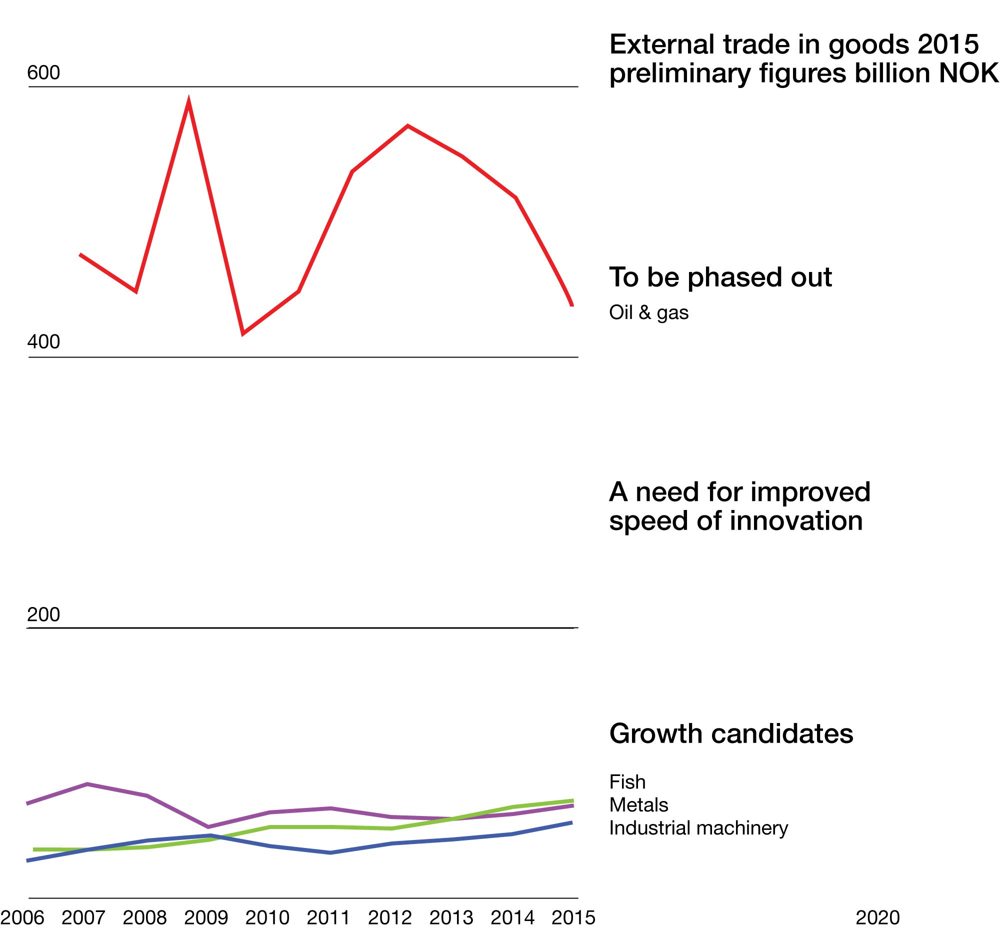 External trade in goods 2015
preliminary figures billion NOK
600
To be phased out
Oil & gas
400
A need for improved
speed of innovation
200
Growth candidates
Fish
Metals
Industrial machinery
2006 2007 2008 2009 2010 2011 2012 2013 2014 2015 2020